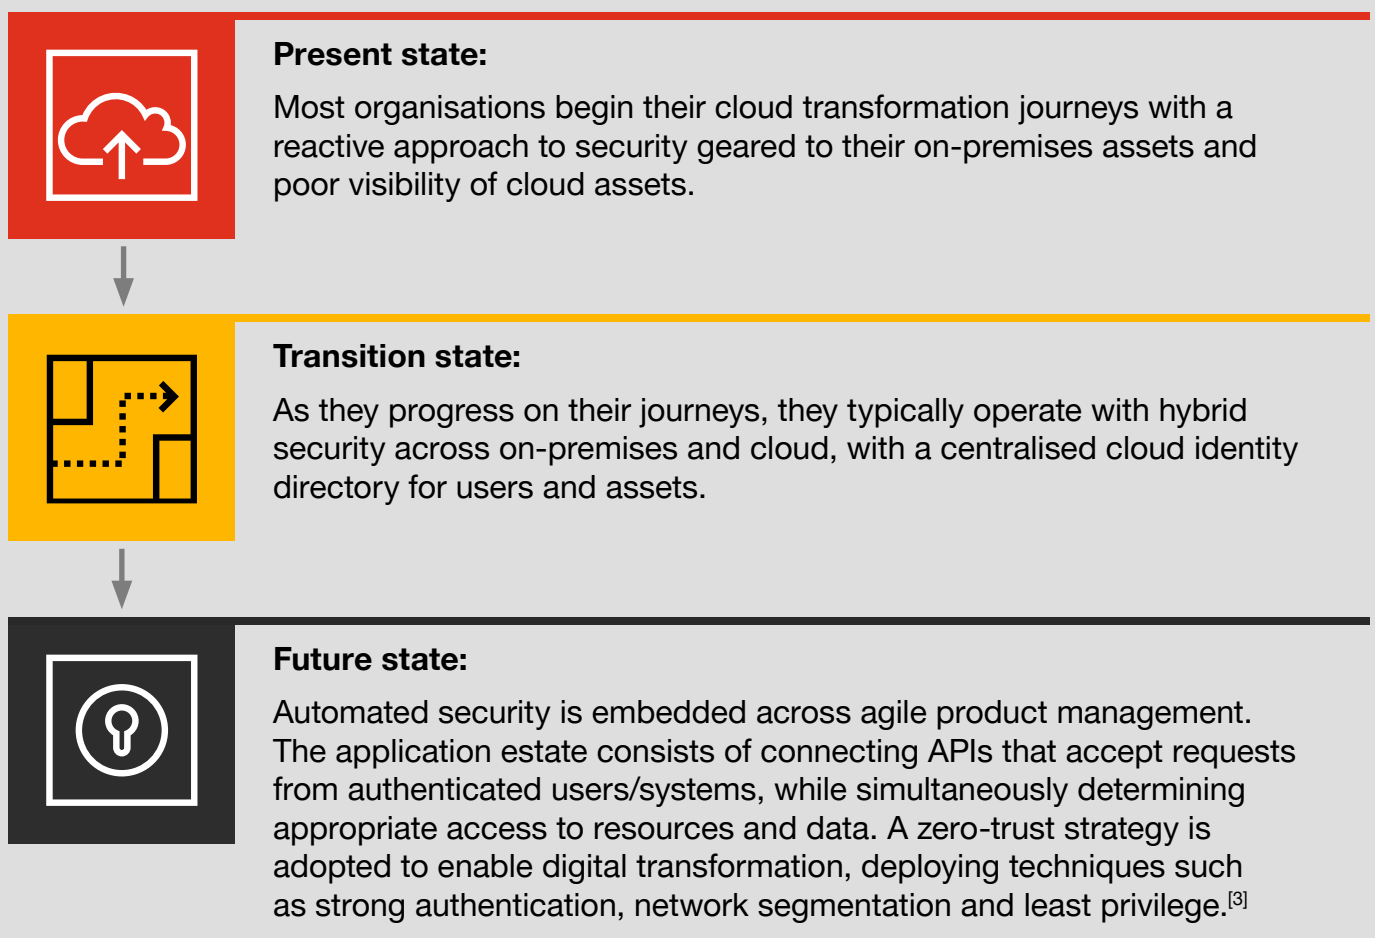 Present state:
Most organisations begin their cloud transformation journeys with a
reactive approach to security geared to their on-premises assets and
poor visibility of cloud assets.
Transition state:
As they progress on their journeys, they typically operate with hybrid
security across on-premises and cloud, with a centralised cloud identity
directory for users and assets.
Future state:
Automated security is embedded across agile product management.
The application estate consists of connecting APIs that accept requests
from authenticated users/systems, while simultaneously determining
appropriate access to resources and data. A zero-trust strategy is
adopted to enable digital transformation, deploying techniques such
as strong authentication, network segmentation and least privilege.[3]